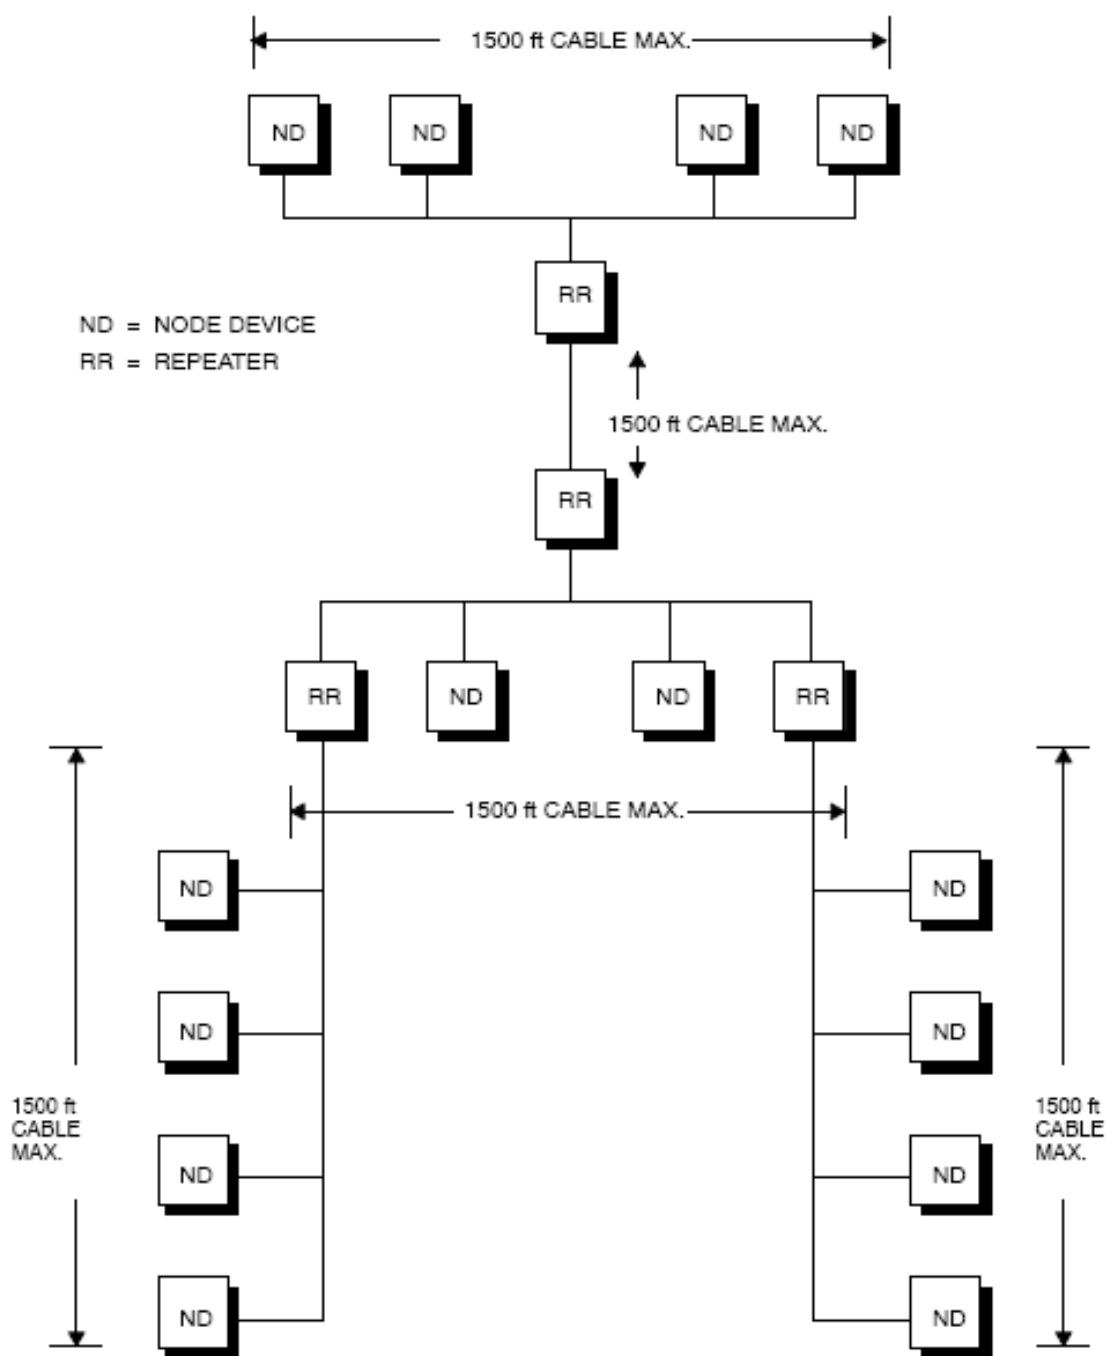 1500 ft CABLE MAX.
ND ND ND ND
RR
ND = NODE DEVICE
RR = REPEATER
1500 ft CABLE MAX.
RR
RR ND ND RR
1500 ft CABLE MAX.
ND ND
ND ND
1500 ft
CABLE
MAX.
1500 ft
CABLE
MAX.
ND ND
ND ND